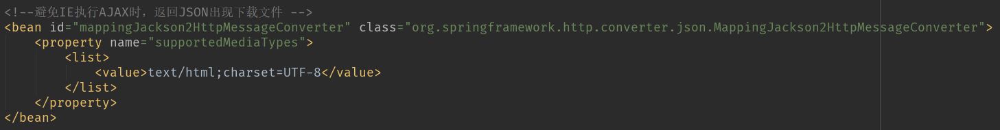 <!--避免IE执行AJAX时，返回JSON出现下载文件 -->
<bean id="mappingJackson2HttpMessageConverter" class="org.springframework.http.converter.json.MappingJackson2HttpMessageConverter">
    <property name="supportedMediaTypes">
        <list>
            <value>text/html;charset=UTF-8</value>
        </list>
    </property>
</bean>